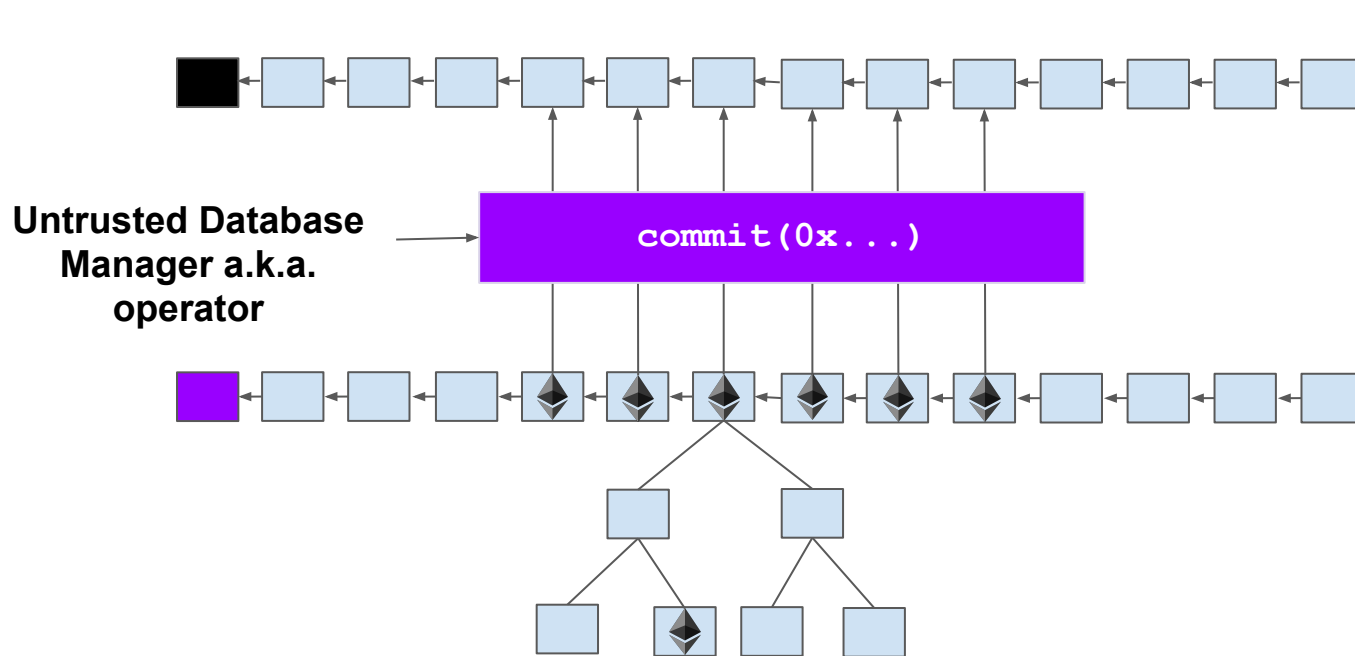 Untrusted Database
Manager a.k.a.
operator
commit(0x...)